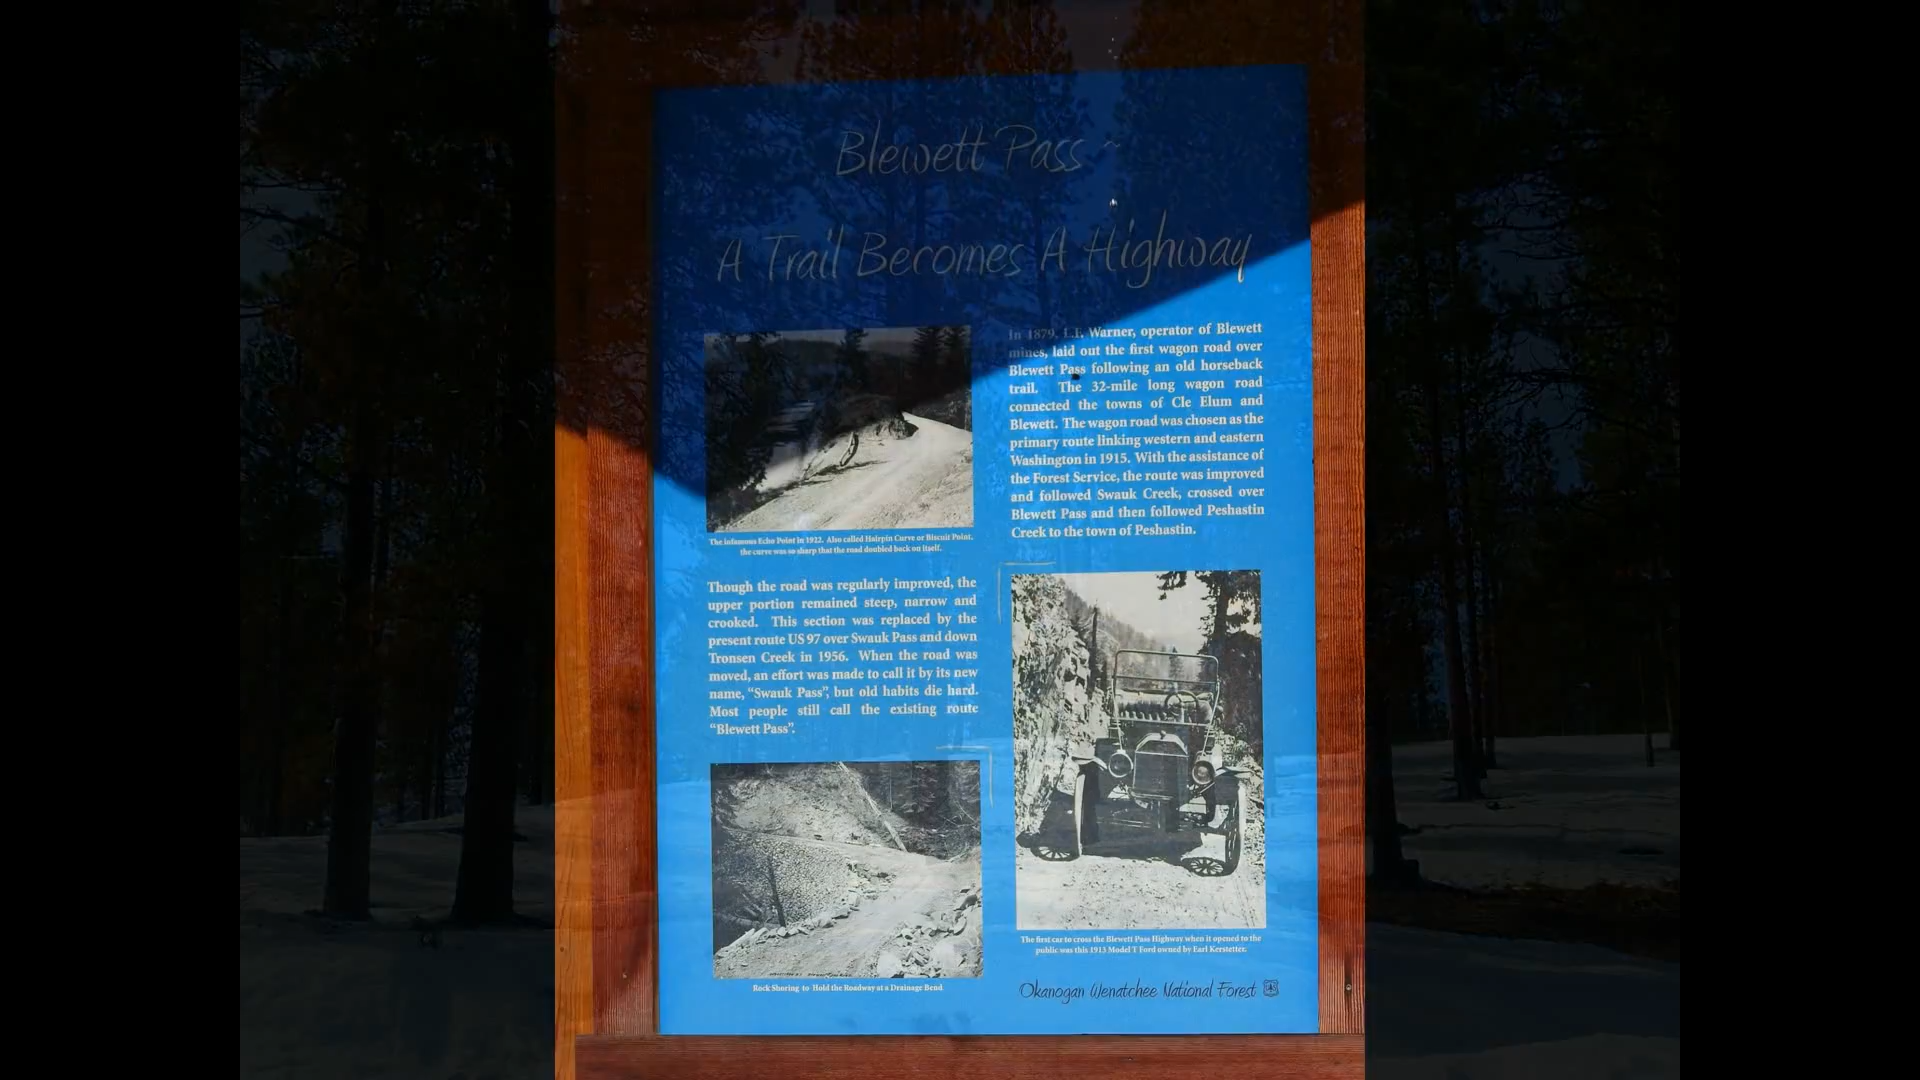 Blewett Pass ~
A Trail Becomes A Highway
In 1879, L.F. Warner, operator of Blewett
mines, laid out the first wagon road over
Blewett Pass following an old horseback
trail. The 32-mile long wagon road
connected the towns of Cle Elum and
Blewett. The wagon road was chosen as the
primary route linking western and eastern
Washington in 1915. With the assistance of
the Forest Service, the route was improved
and followed Swauk Creek, crossed over
Blewett Pass and then followed Peshastin
Creek to the town of Peshastin.
The infamous Echo Point in 1922. Also called Hairpin Curve or Biscuit Point,
the curve was so sharp that the road doubled back on itself.
Though the road was regularly improved, the
upper portion remained steep, narrow and
crooked. This section was replaced by the
present route US 97 over Swauk Pass and down
Tronsen Creek in 1956. When the road was
moved, an effort was made to call it by its new
name, “Swauk Pass”, but old habits die hard.
Most people still call the existing route
“Blewett Pass”.
The first car to cross the Blewett Pass Highway when it opened to the
public was this 1913 Model T Ford owned by Earl Kerstetter.
Rock Shoring to Hold the Roadway at a Drainage Bend
Okanogan Wenatchee National Forest